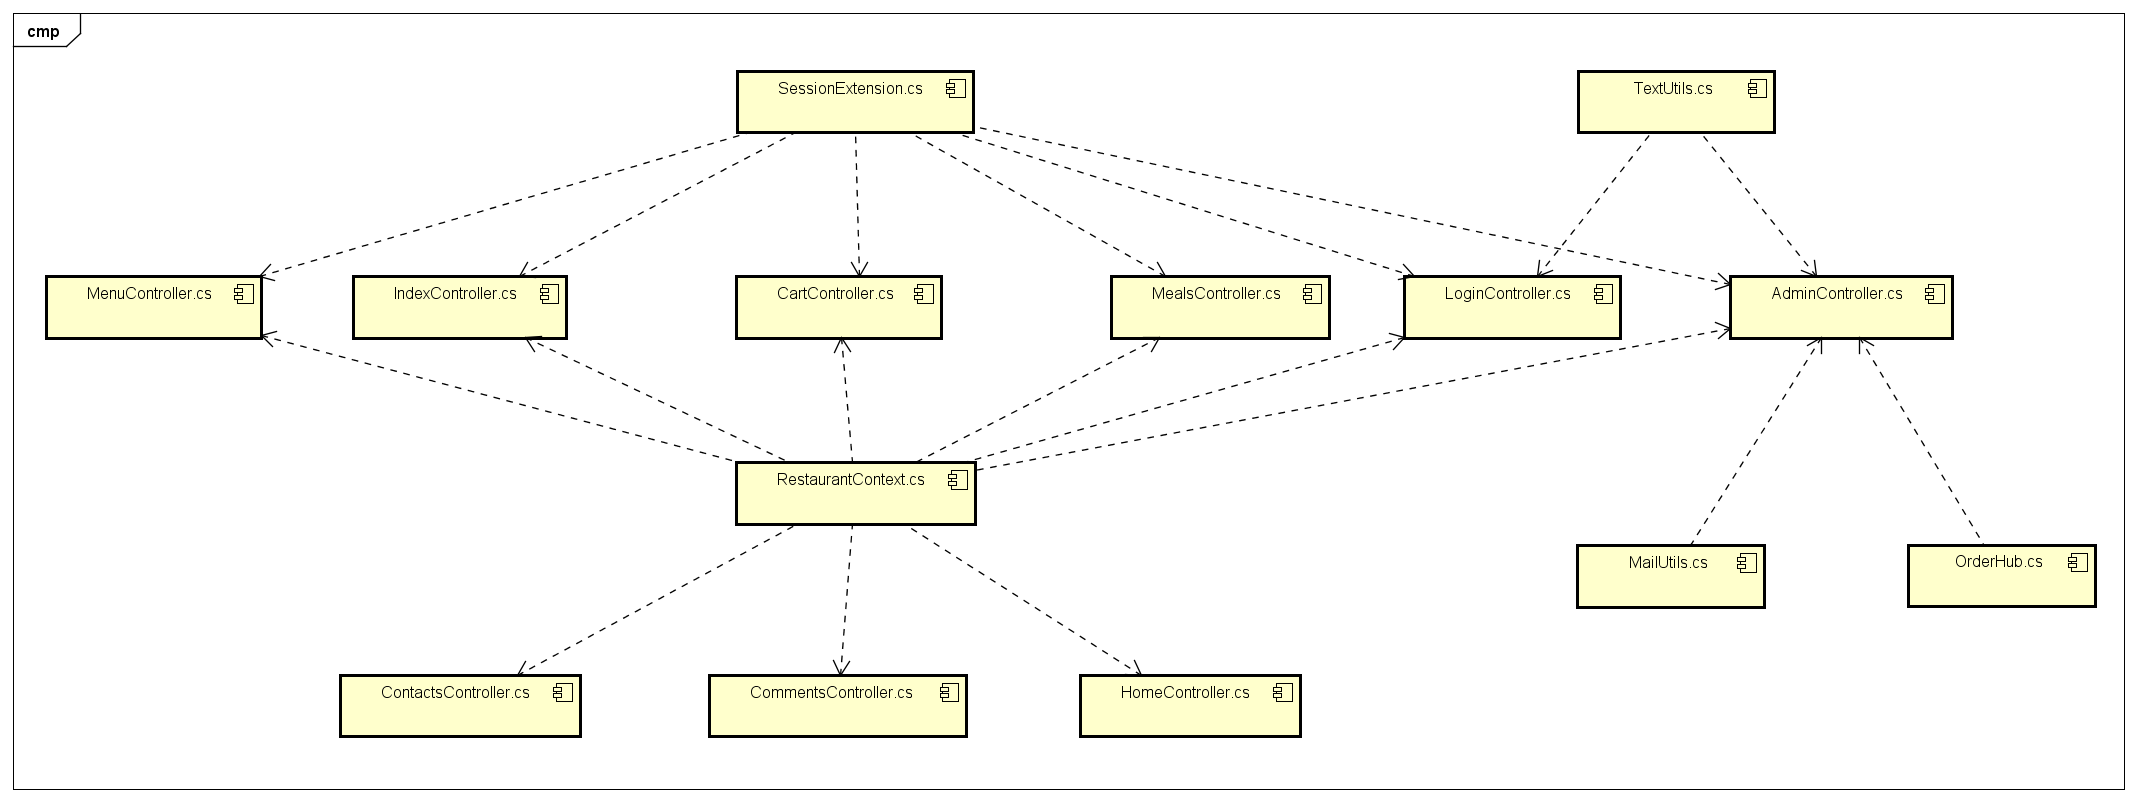 cmp
SessionExtension.cs
TextUtils.cs
MenuController.cs
IndexController.cs
CartController.cs
MealsController.cs
LoginController.cs
AdminController.cs
RestaurantContext.cs
MailUtils.cs
OrderHub.cs
ContactsController.cs
CommentsController.cs
HomeController.cs